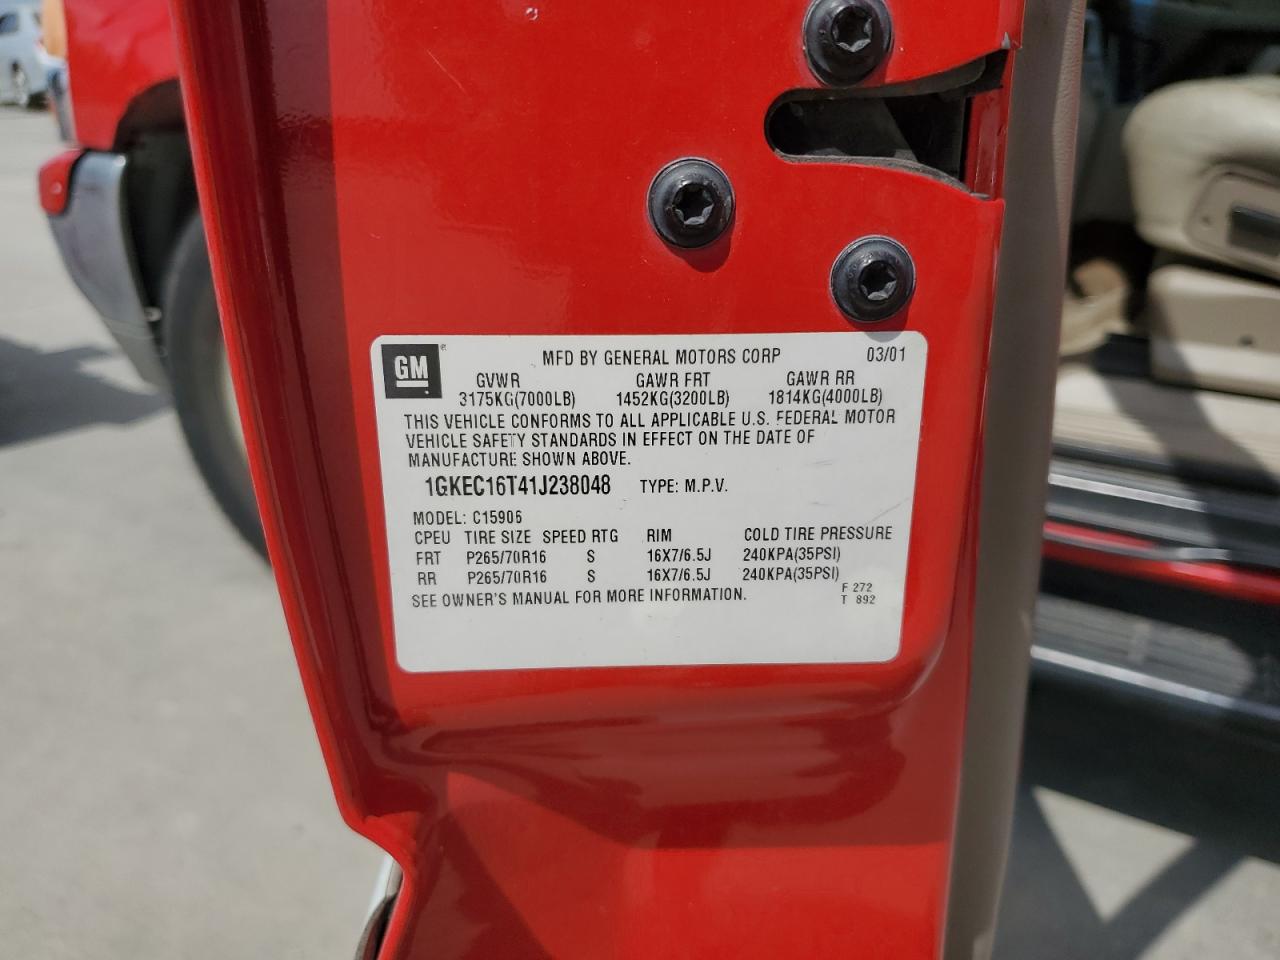 GM ® MFD BY GENERAL MOTORS CORP 03/01
GVWR GAWR FRT GAWR RR
3175KG(7000LB) 1452KG(3200LB) 1814KG(4000LB)
THIS VEHICLE CONFORMS TO ALL APPLICABLE U.S. FEDERAL MOTOR
VEHICLE SAFETY STANDARDS IN EFFECT ON THE DATE OF
MANUFACTURE SHOWN ABOVE.
1GKEC16T41J238048 TYPE: M.P.V.
MODEL: C15906
CPEU TIRE SIZE SPEED RTG RIM COLD TIRE PRESSURE
FRT P265/70R16 S 16X7/6.5J 240KPA(35PSI)
RR P265/70R16 S 16X7/6.5J 240KPA(35PSI)
SEE OWNER'S MANUAL FOR MORE INFORMATION.
F 272
T 892